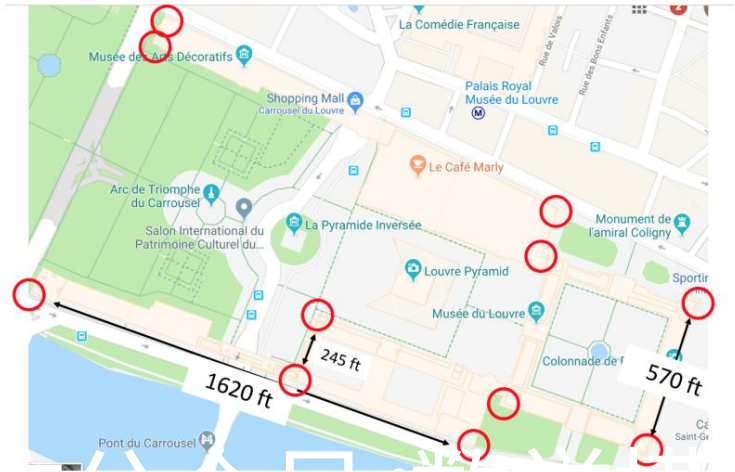 La Comédie Française
Rue de Valois
Rue des Bons Enfants
Musée des Arts Décoratifs
Shopping Mall
Carrousel du Louvre
Palais Royal
Musée du Louvre
M
Le Café Marly
Arc de Triomphe
du Carrousel
Salon International du
Patrimoine Culturel du...
La Pyramide Inversée
Monument de
l'amiral Coligny
Louvre Pyramid
Musée du Louvre
245 ft
1620 ft
570 ft
Colonnade de
Pont du Carrousel
Saint-Ge